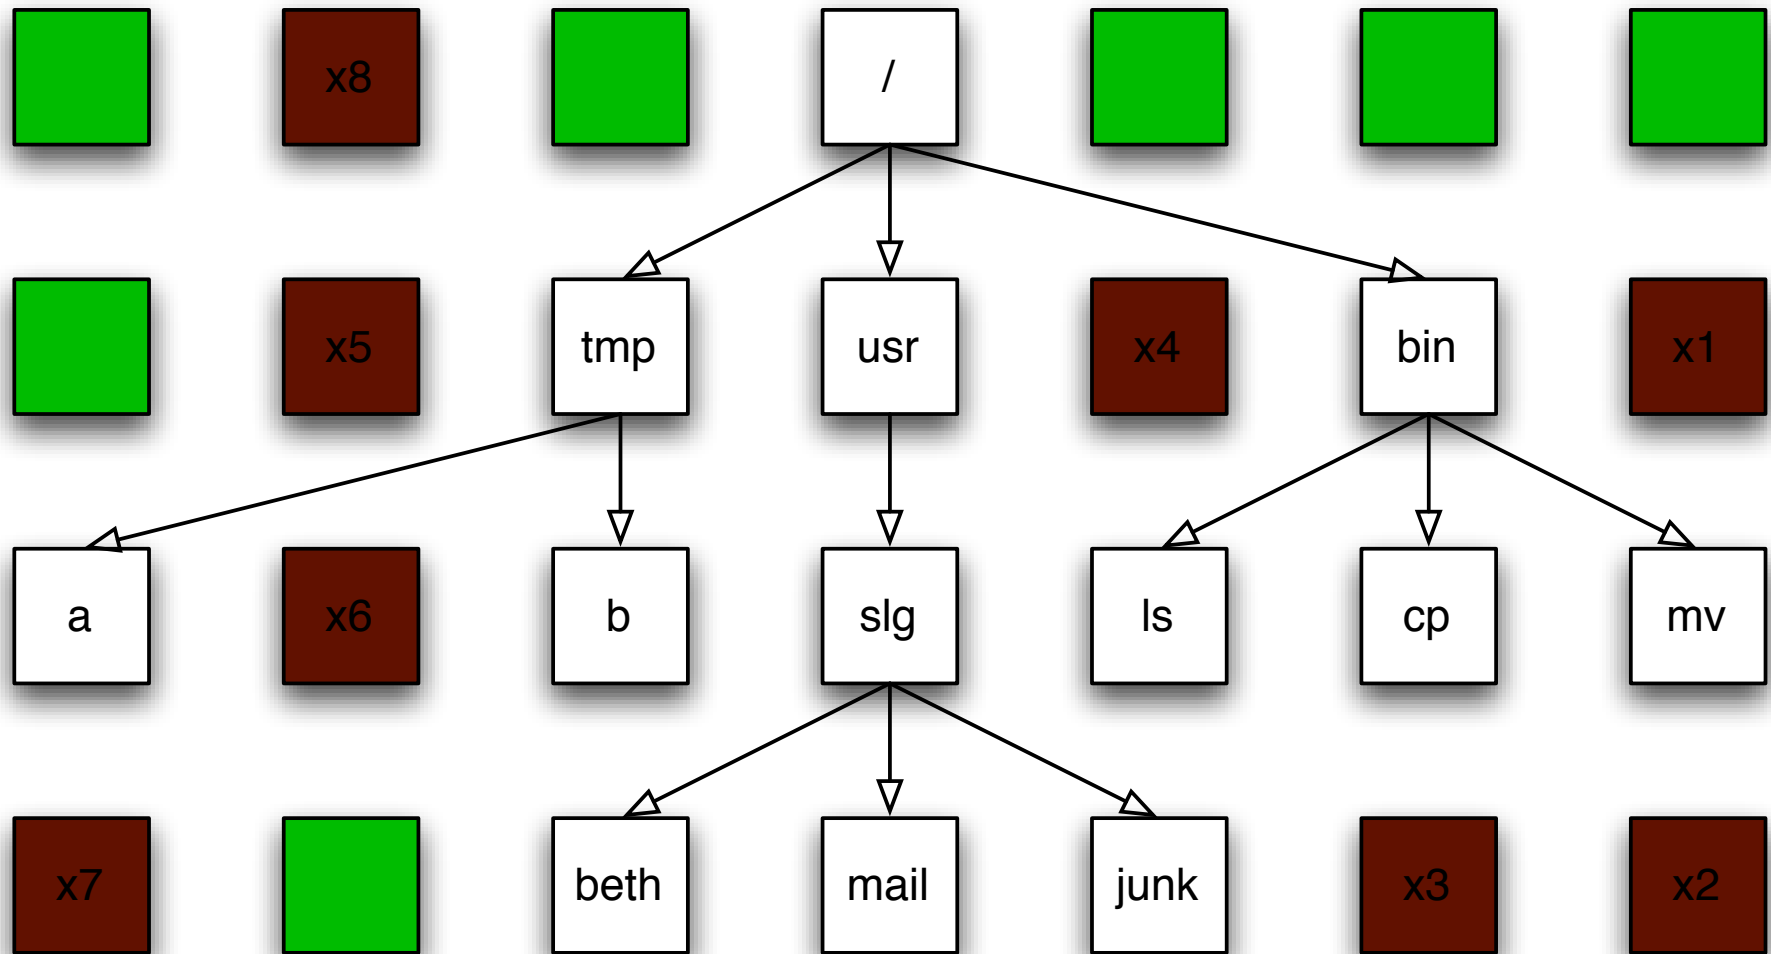 x8 /
tmp
x5 usr x4 bin x1
a x6 b slg ls cp mv
x7 beth mail junk x3 x2